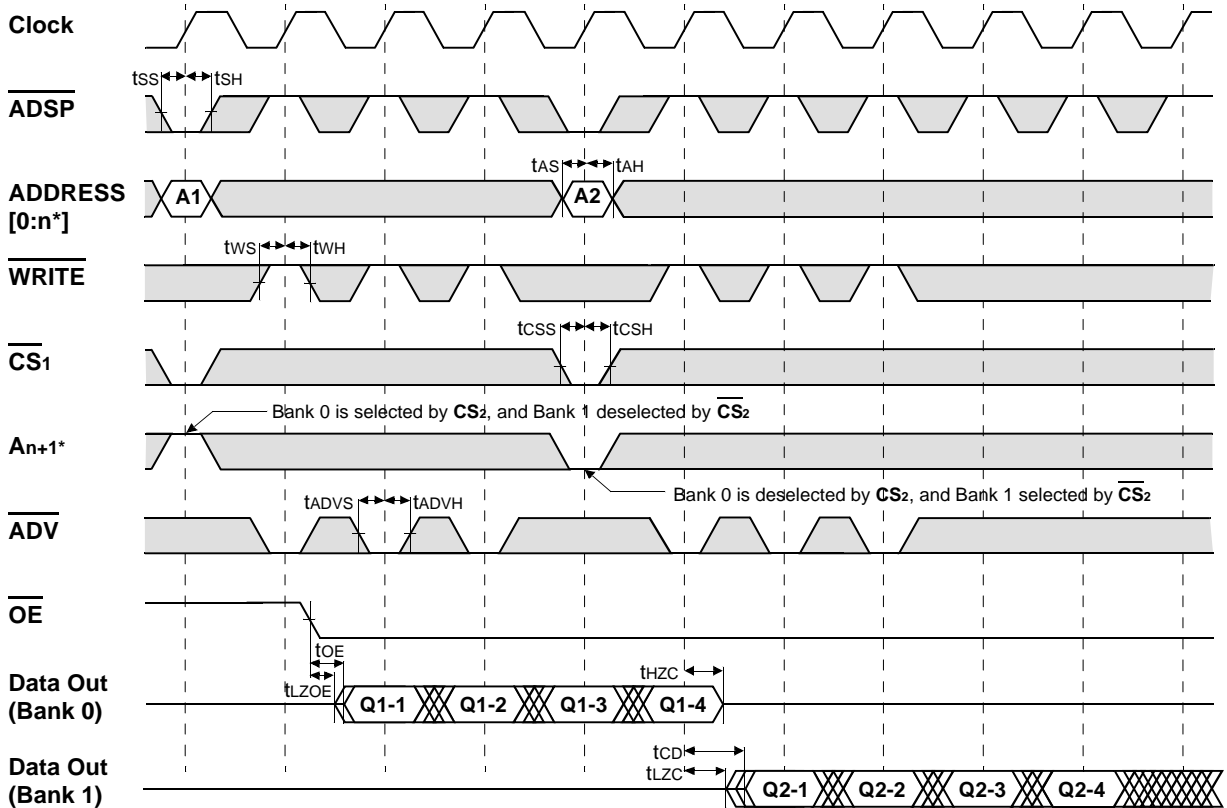 Clock
tSS tSH
ADSP
tAS tAH
ADDRESS
[0:n*]
A1 A2
tWS tWH
WRITE
tCSS tCSH
CS1
Bank 0 is selected by CS2, and Bank 1 deselected by CS2
An+1*
Bank 0 is deselected by CS2, and Bank 1 selected by CS2
tADVS tADVH
ADV
OE
tOE
tHZC
tLZOE
Data Out
(Bank 0)
Q1-1 Q1-2 Q1-3 Q1-4
tCD
tLZC
Data Out
(Bank 1)
Q2-1 Q2-2 Q2-3 Q2-4